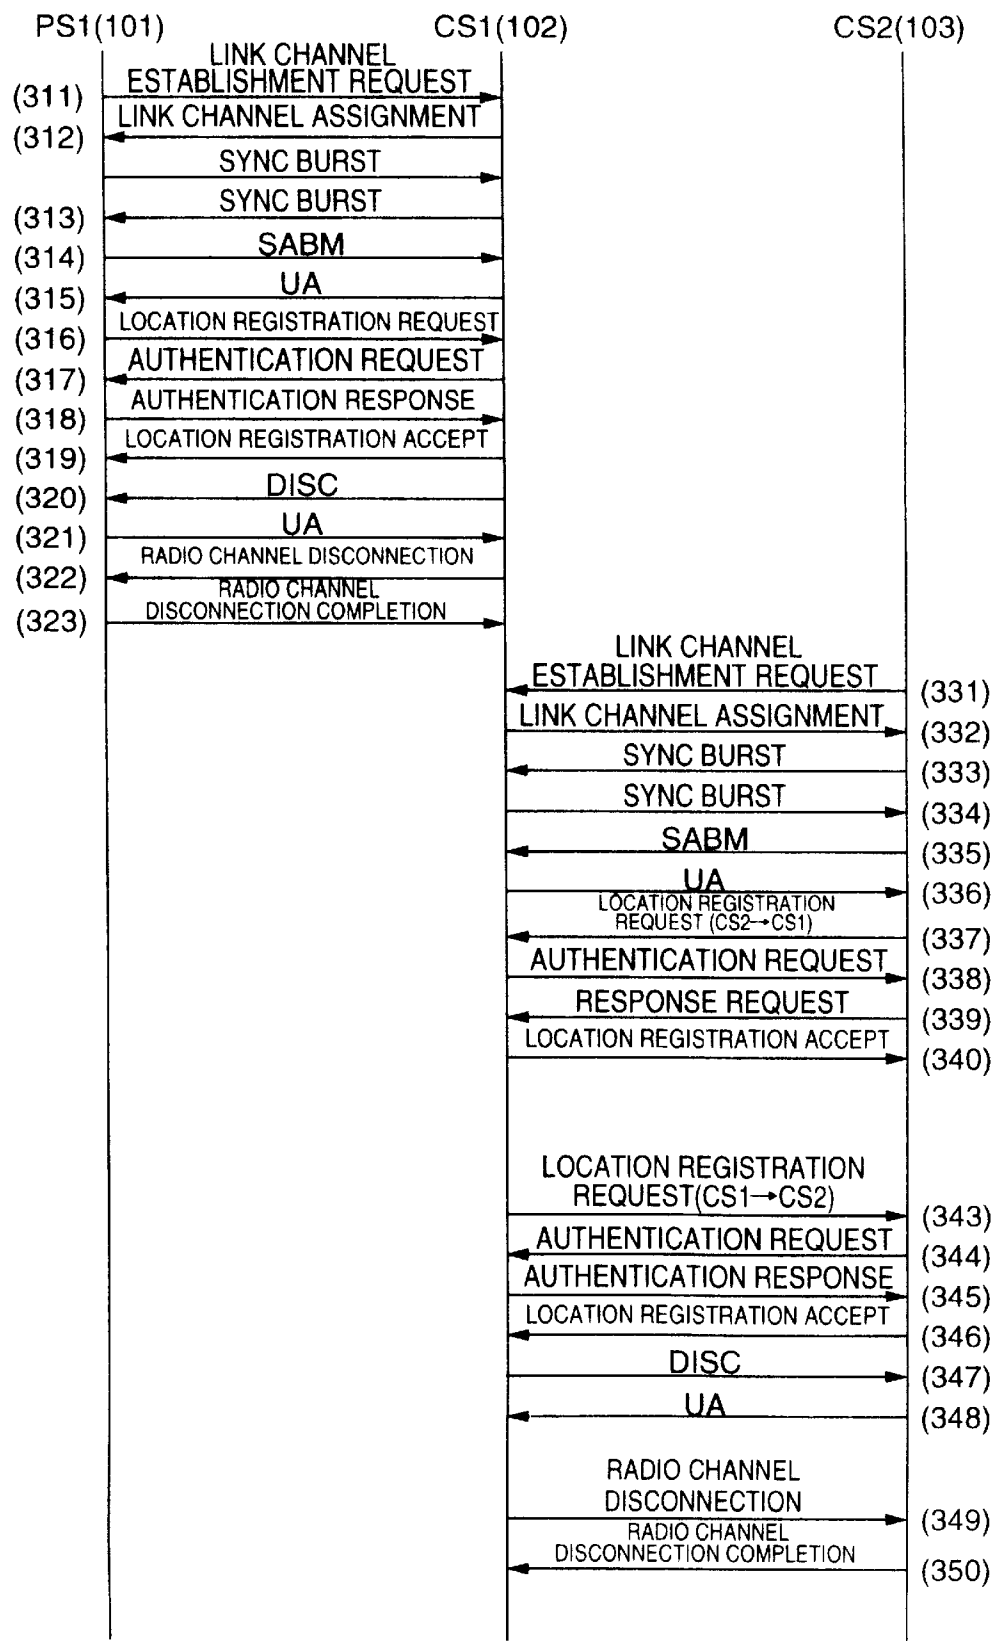 PS1(101) CS1(102) CS2(103)
LINK CHANNEL
ESTABLISHMENT REQUEST
(311)
LINK CHANNEL ASSIGNMENT
(312)
SYNC BURST
SYNC BURST
(313)
SABM
(314)
UA
(315)
LOCATION REGISTRATION REQUEST
(316)
AUTHENTICATION REQUEST
(317)
AUTHENTICATION RESPONSE
(318)
LOCATION REGISTRATION ACCEPT
(319)
DISC
(320)
UA
(321)
RADIO CHANNEL DISCONNECTION
(322)
RADIO CHANNEL
DISCONNECTION COMPLETION
(323)
LINK CHANNEL
ESTABLISHMENT REQUEST
(331)
LINK CHANNEL ASSIGNMENT
(332)
SYNC BURST
(333)
SYNC BURST
(334)
SABM
(335)
UA
(336)
LOCATION REGISTRATION
REQUEST (CS2→CS1)
(337)
AUTHENTICATION REQUEST
(338)
RESPONSE REQUEST
(339)
LOCATION REGISTRATION ACCEPT
(340)
LOCATION REGISTRATION
REQUEST(CS1→CS2)
(343)
AUTHENTICATION REQUEST
(344)
AUTHENTICATION RESPONSE
(345)
LOCATION REGISTRATION ACCEPT
(346)
DISC
(347)
UA
(348)
RADIO CHANNEL
DISCONNECTION
(349)
RADIO CHANNEL
DISCONNECTION COMPLETION
(350)